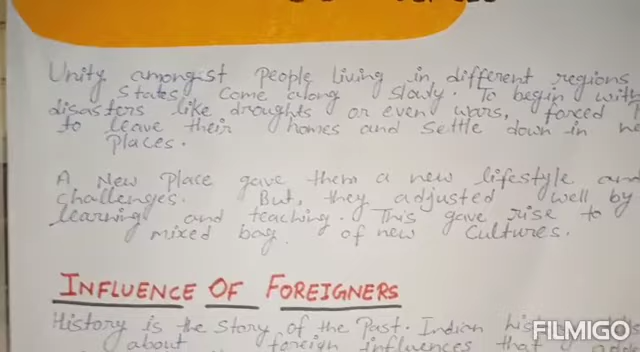 Unity amongst People Living in different regions
States, Come along slowly. To begin with
disasters like droughts or even wars, forced
to leave their homes and settle down in
Places.
A New Place gave them a new lifestyle and
challenges. But, they adjusted well by
learning and teaching. This gave rise to
mixed bag of new Cultures.
INFLUENCE OF FOREIGNERS
History is the Story of the Past. Indian
about foreign influences that
FILMIGO